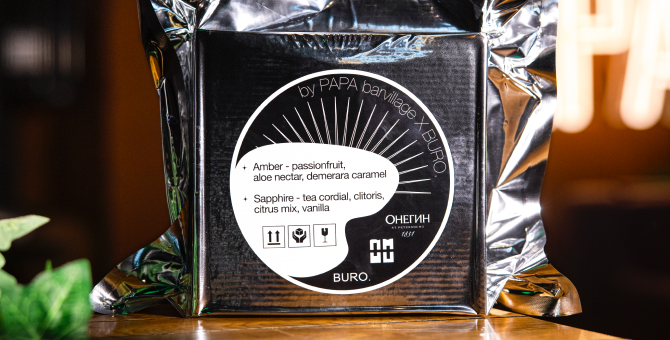 by PAPA barvillage X BURO.
+ Amber - passionfruit,
aloe nectar, demerara caramel
+ Sapphire - tea cordial, clitoris,
citrus mix, vanilla
ОНЕГИН
1837
BURO.